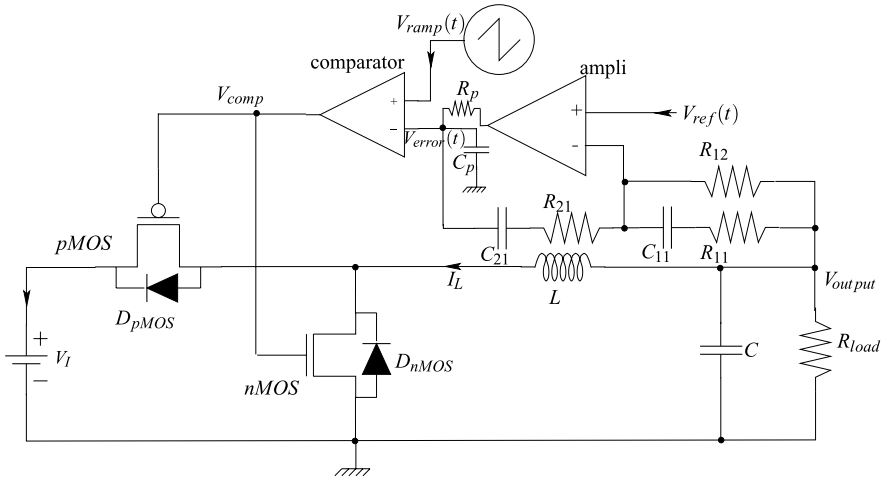 V_ramp(t)
comparator
ampli
V_comp
R_p
+
+
V_ref(t)
−
V_error(t)
-
C_p
R_12
R_21
pMOS
C_21
C_11
R_11
I_L
L
V_output
D_pMOS
+
V_I
−
D_nMOS
C
R_load
nMOS